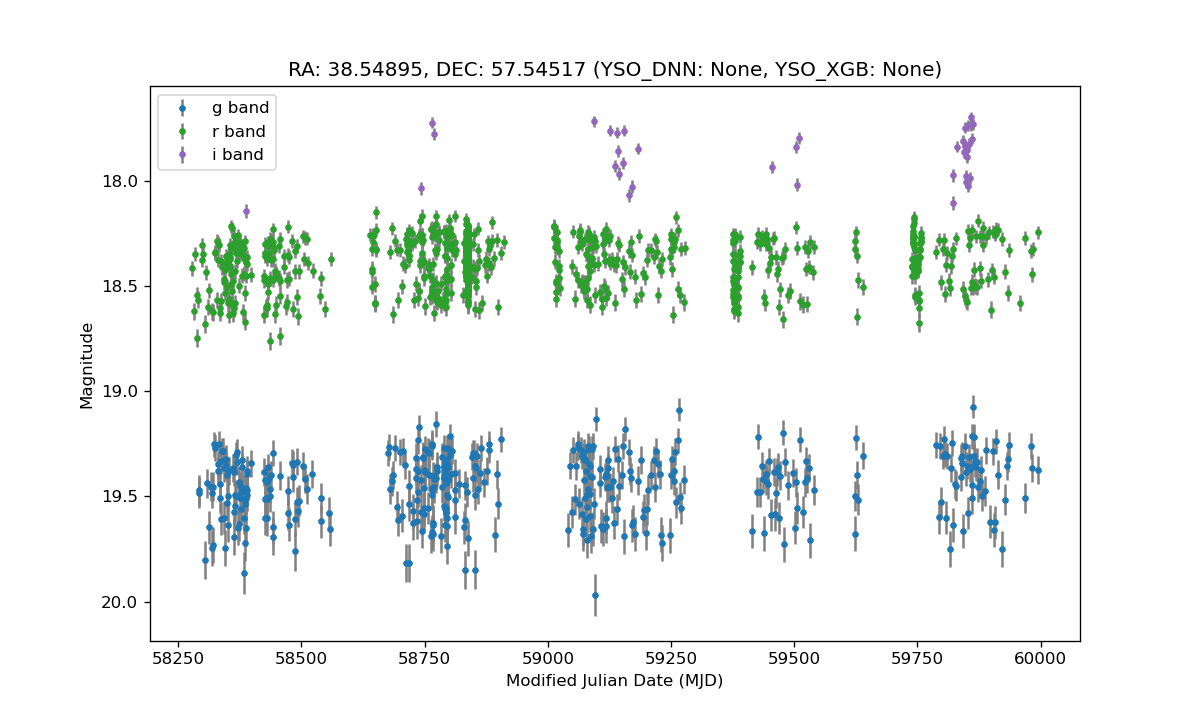 RA: 38.54895, DEC: 57.54517 (YSO_DNN: None, YSO_XGB: None)
g band
r band
i band
18.0
18.5
19.0
19.5
20.0
Magnitude
58250 58500 58750 59000 59250 59500 59750 60000
Modified Julian Date (MJD)